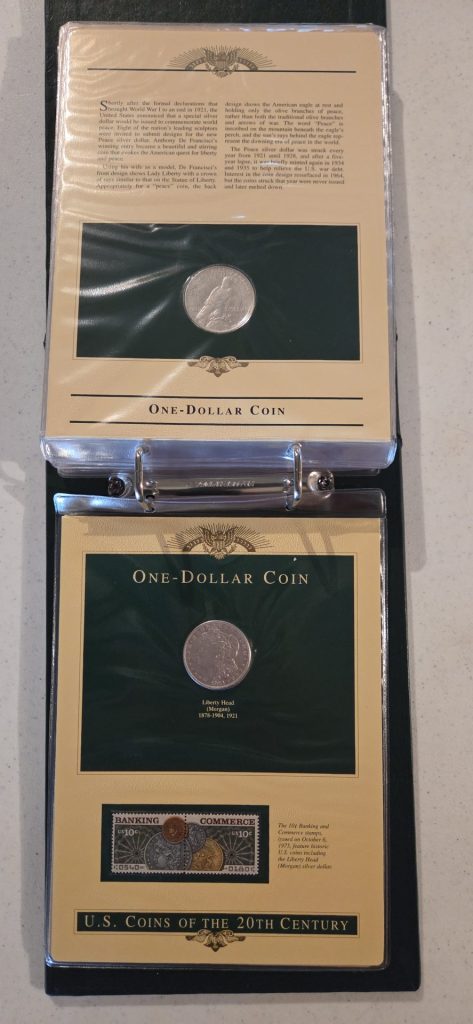 Shortly after the formal declarations that
brought World War I to an end in 1921, the
United States announced that a special silver
dollar would be issued to commemorate world
peace. Eight of the nation's leading sculptors
were invited to submit designs for the new
Peace silver dollar. Anthony De Francisci's
winning entry became a beautiful and stirring
coin that evokes the American quest for liberty
and peace.
Using his wife as a model, De Francisci's
front design shows Lady Liberty with a crown
of rays similar to that on the Statue of Liberty.
Appropriately for a "peace" coin, the back
design shows the American eagle at rest and
holding only the olive branches of peace,
rather than both the traditional olive branches
and arrows of war. The word "Peace" is
inscribed on the mountain beneath the eagle's
perch, and the sun's rays behind the eagle rep-
resent the dawning era of peace in the world.
The Peace silver dollar was struck every
year from 1921 until 1928, and after a five-
year lapse, it was briefly minted again in 1934
and 1935 to help relieve the U.S. war debt.
Interest in the coin design resurfaced in 1964,
but the coins struck that year were never issued
and later melted down.
ONE-DOLLAR COIN
ONE-DOLLAR COIN
Liberty Head
(Morgan)
1878-1904, 1921
BANKING COMMERCE
US10c US10c
The 10¢ Banking and
Commerce stamps,
issued on October 6,
1975, feature historic
U.S. coins including
the Liberty Head
(Morgan) silver dollar.
U.S. COINS OF THE 20TH CENTURY